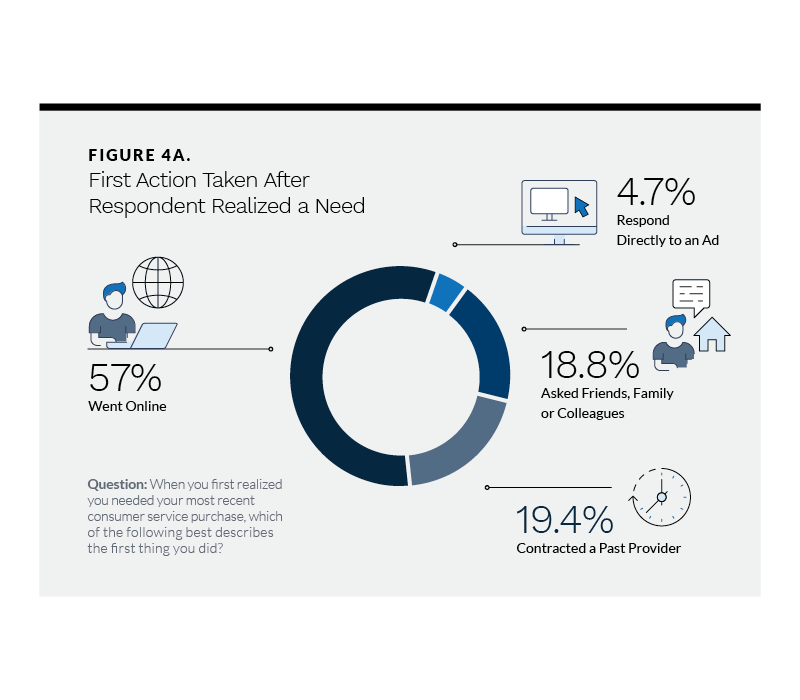 FIGURE 4A.
First Action Taken After
Respondent Realized a Need
4.7%
Respond
Directly to an Ad
18.8%
Asked Friends, Family
or Colleagues
57%
Went Online
19.4%
Contracted a Past Provider
Question: When you first realized
you needed your most recent
consumer service purchase, which
of the following best describes
the first thing you did?